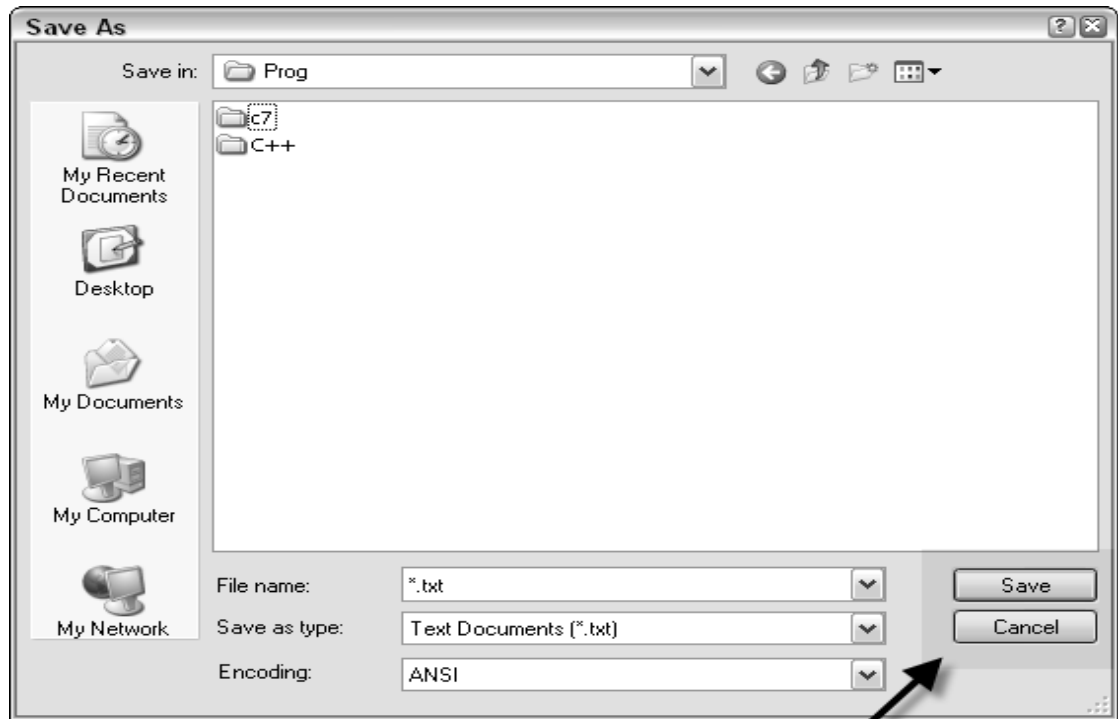 Save As
Save in: Prog
c7
C++
My Recent
Documents
Desktop
My Documents
My Computer
My Network
File name: *.txt
Save as type: Text Documents (*.txt)
Encoding: ANSI
Save
Cancel